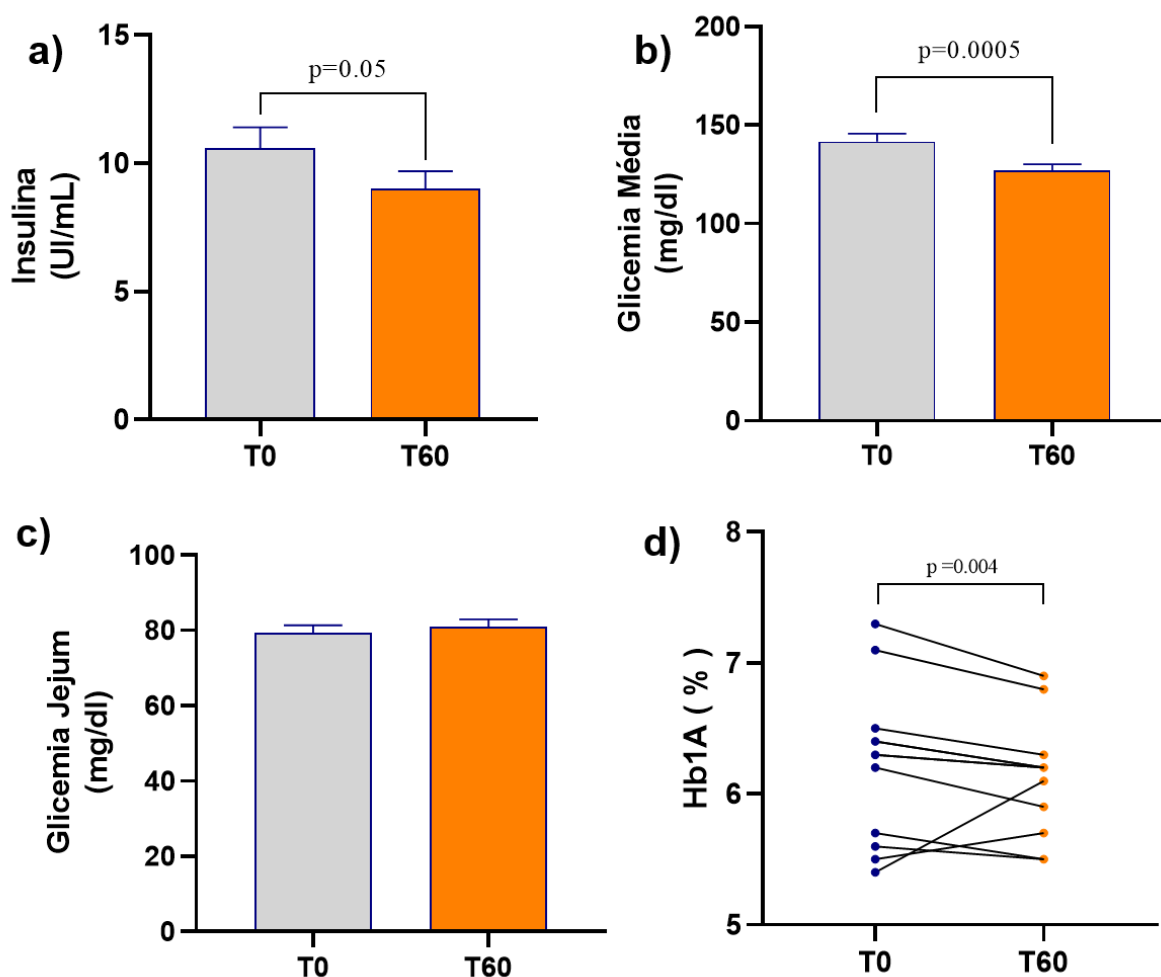 a)
Insulina
(UI/mL)
15
10
5
0
p=0.05
T0
T60
b)
Glicemia Média
(mg/dl)
200
150
100
50
0
p=0.0005
T0
T60
c)
Glicemia Jejum
(mg/dl)
100
80
60
40
20
0
T0
T60
d)
Hb1A ( % )
8
7
6
5
p =0.004
T0
T60